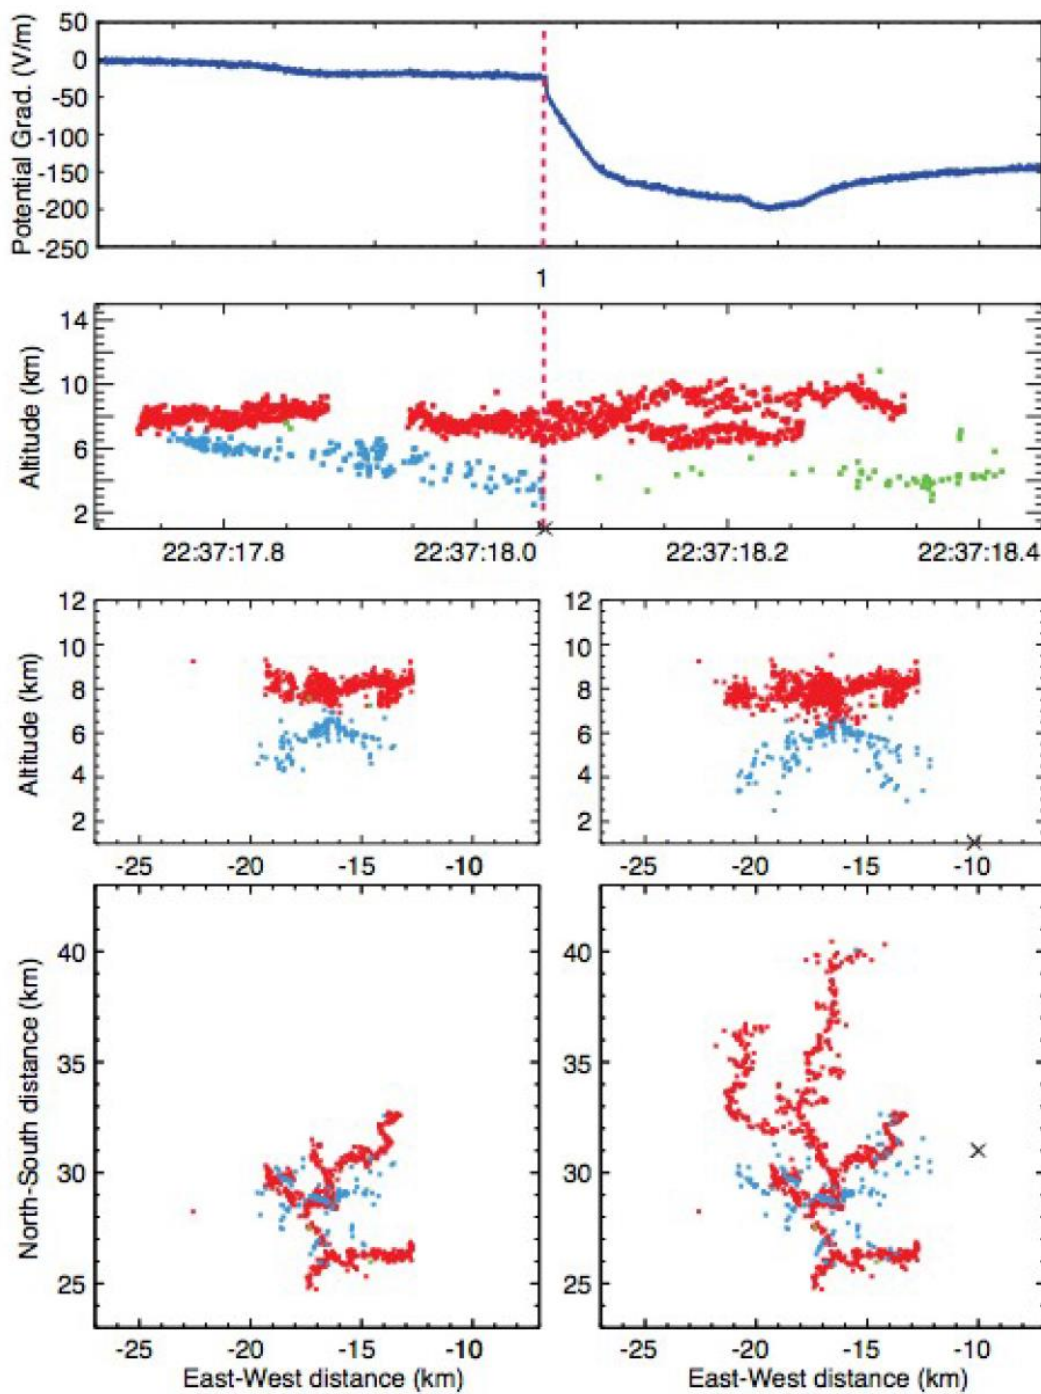 50
0
-50
-100
-150
-200
-250
Potential Grad. (V/m)
1
14
10
6
2
Altitude (km)
22:37:17.8 22:37:18.0 22:37:18.2 22:37:18.4
12
10
8
6
4
2
Altitude (km)
-25 -20 -15 -10
12
10
8
6
4
2
-25 -20 -15 -10
40
35
30
25
North-South distance (km)
-25 -20 -15 -10
East-West distance (km)
40
35
30
25
-25 -20 -15 -10
East-West distance (km)